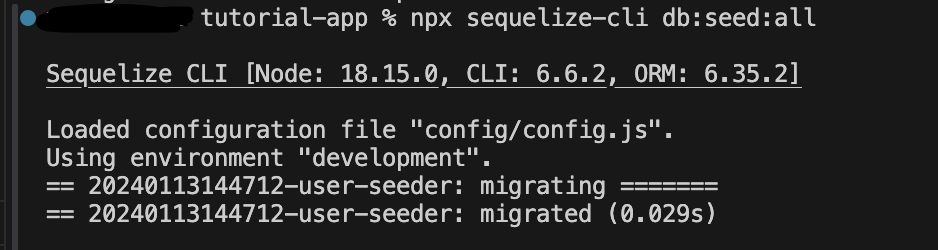 tutorial-app % npx sequelize-cli db:seed:all
Sequelize CLI [Node: 18.15.0, CLI: 6.6.2, ORM: 6.35.2]
Loaded configuration file "config/config.js".
Using environment "development".
== 20240113144712-user-seeder: migrating =======
== 20240113144712-user-seeder: migrated (0.029s)